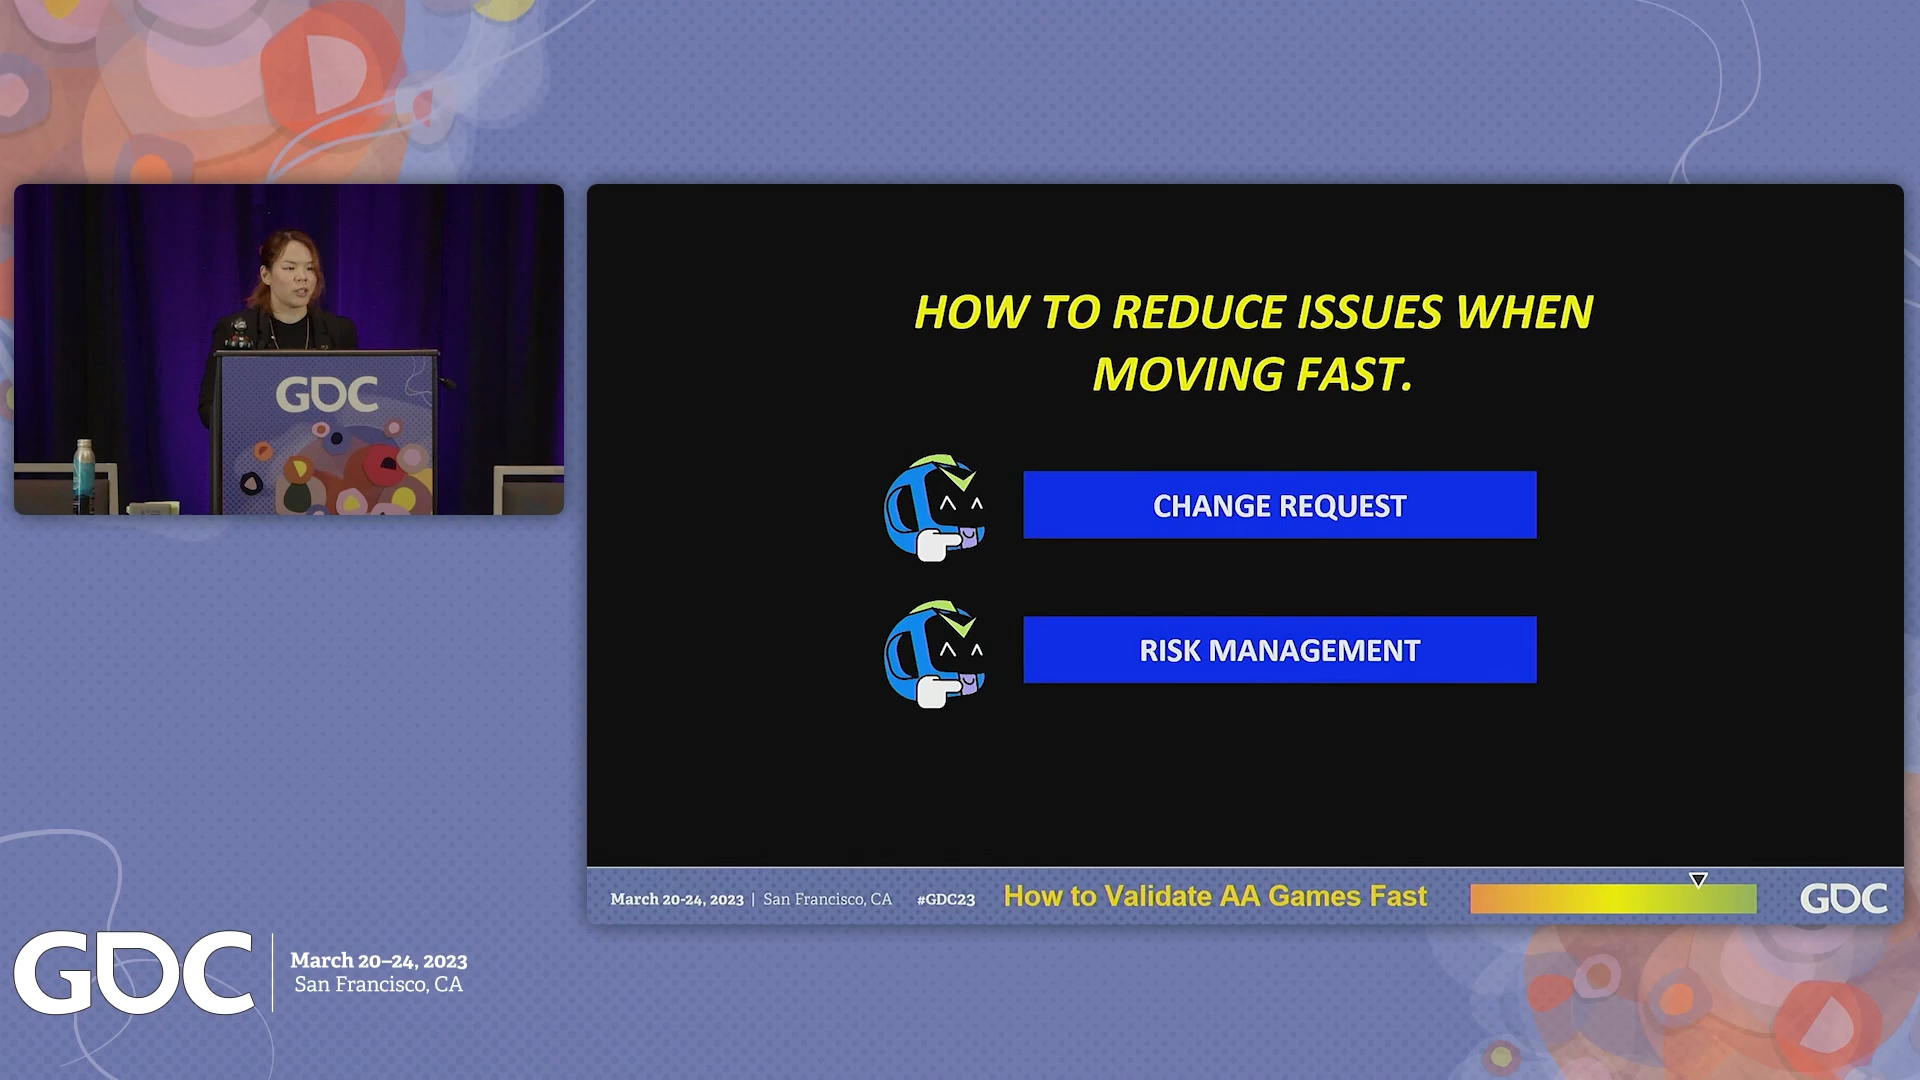 GDC
HOW TO REDUCE ISSUES WHEN
MOVING FAST.
CHANGE REQUEST
RISK MANAGEMENT
March 20-24, 2023 | San Francisco, CA #GDC23 How to Validate AA Games Fast GDC
GDC
March 20–24, 2023
San Francisco, CA